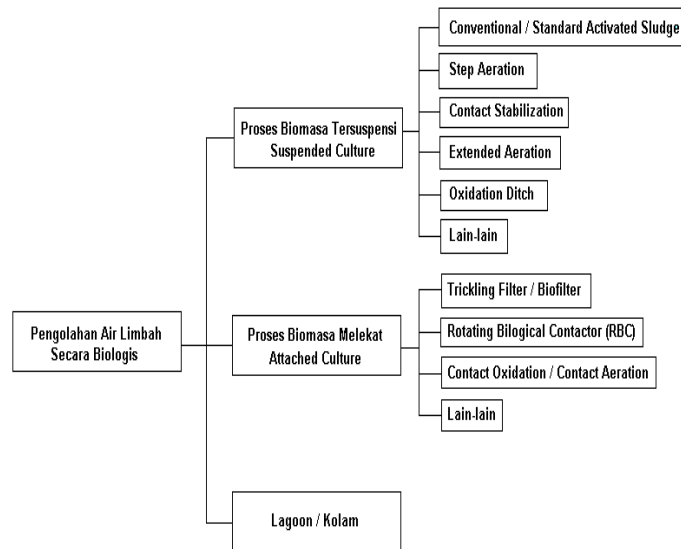 Pengolahan Air Limbah
Secara Biologis
Proses Biomasa Tersuspensi
Suspended Culture
Conventional / Standard Activated Sludge
Step Aeration
Contact Stabilization
Extended Aeration
Oxidation Ditch
Lain-lain
Proses Biomasa Melekat
Attached Culture
Trickling Filter / Biofilter
Rotating Bilogical Contactor (RBC)
Contact Oxidation / Contact Aeration
Lain-lain
Lagoon / Kolam